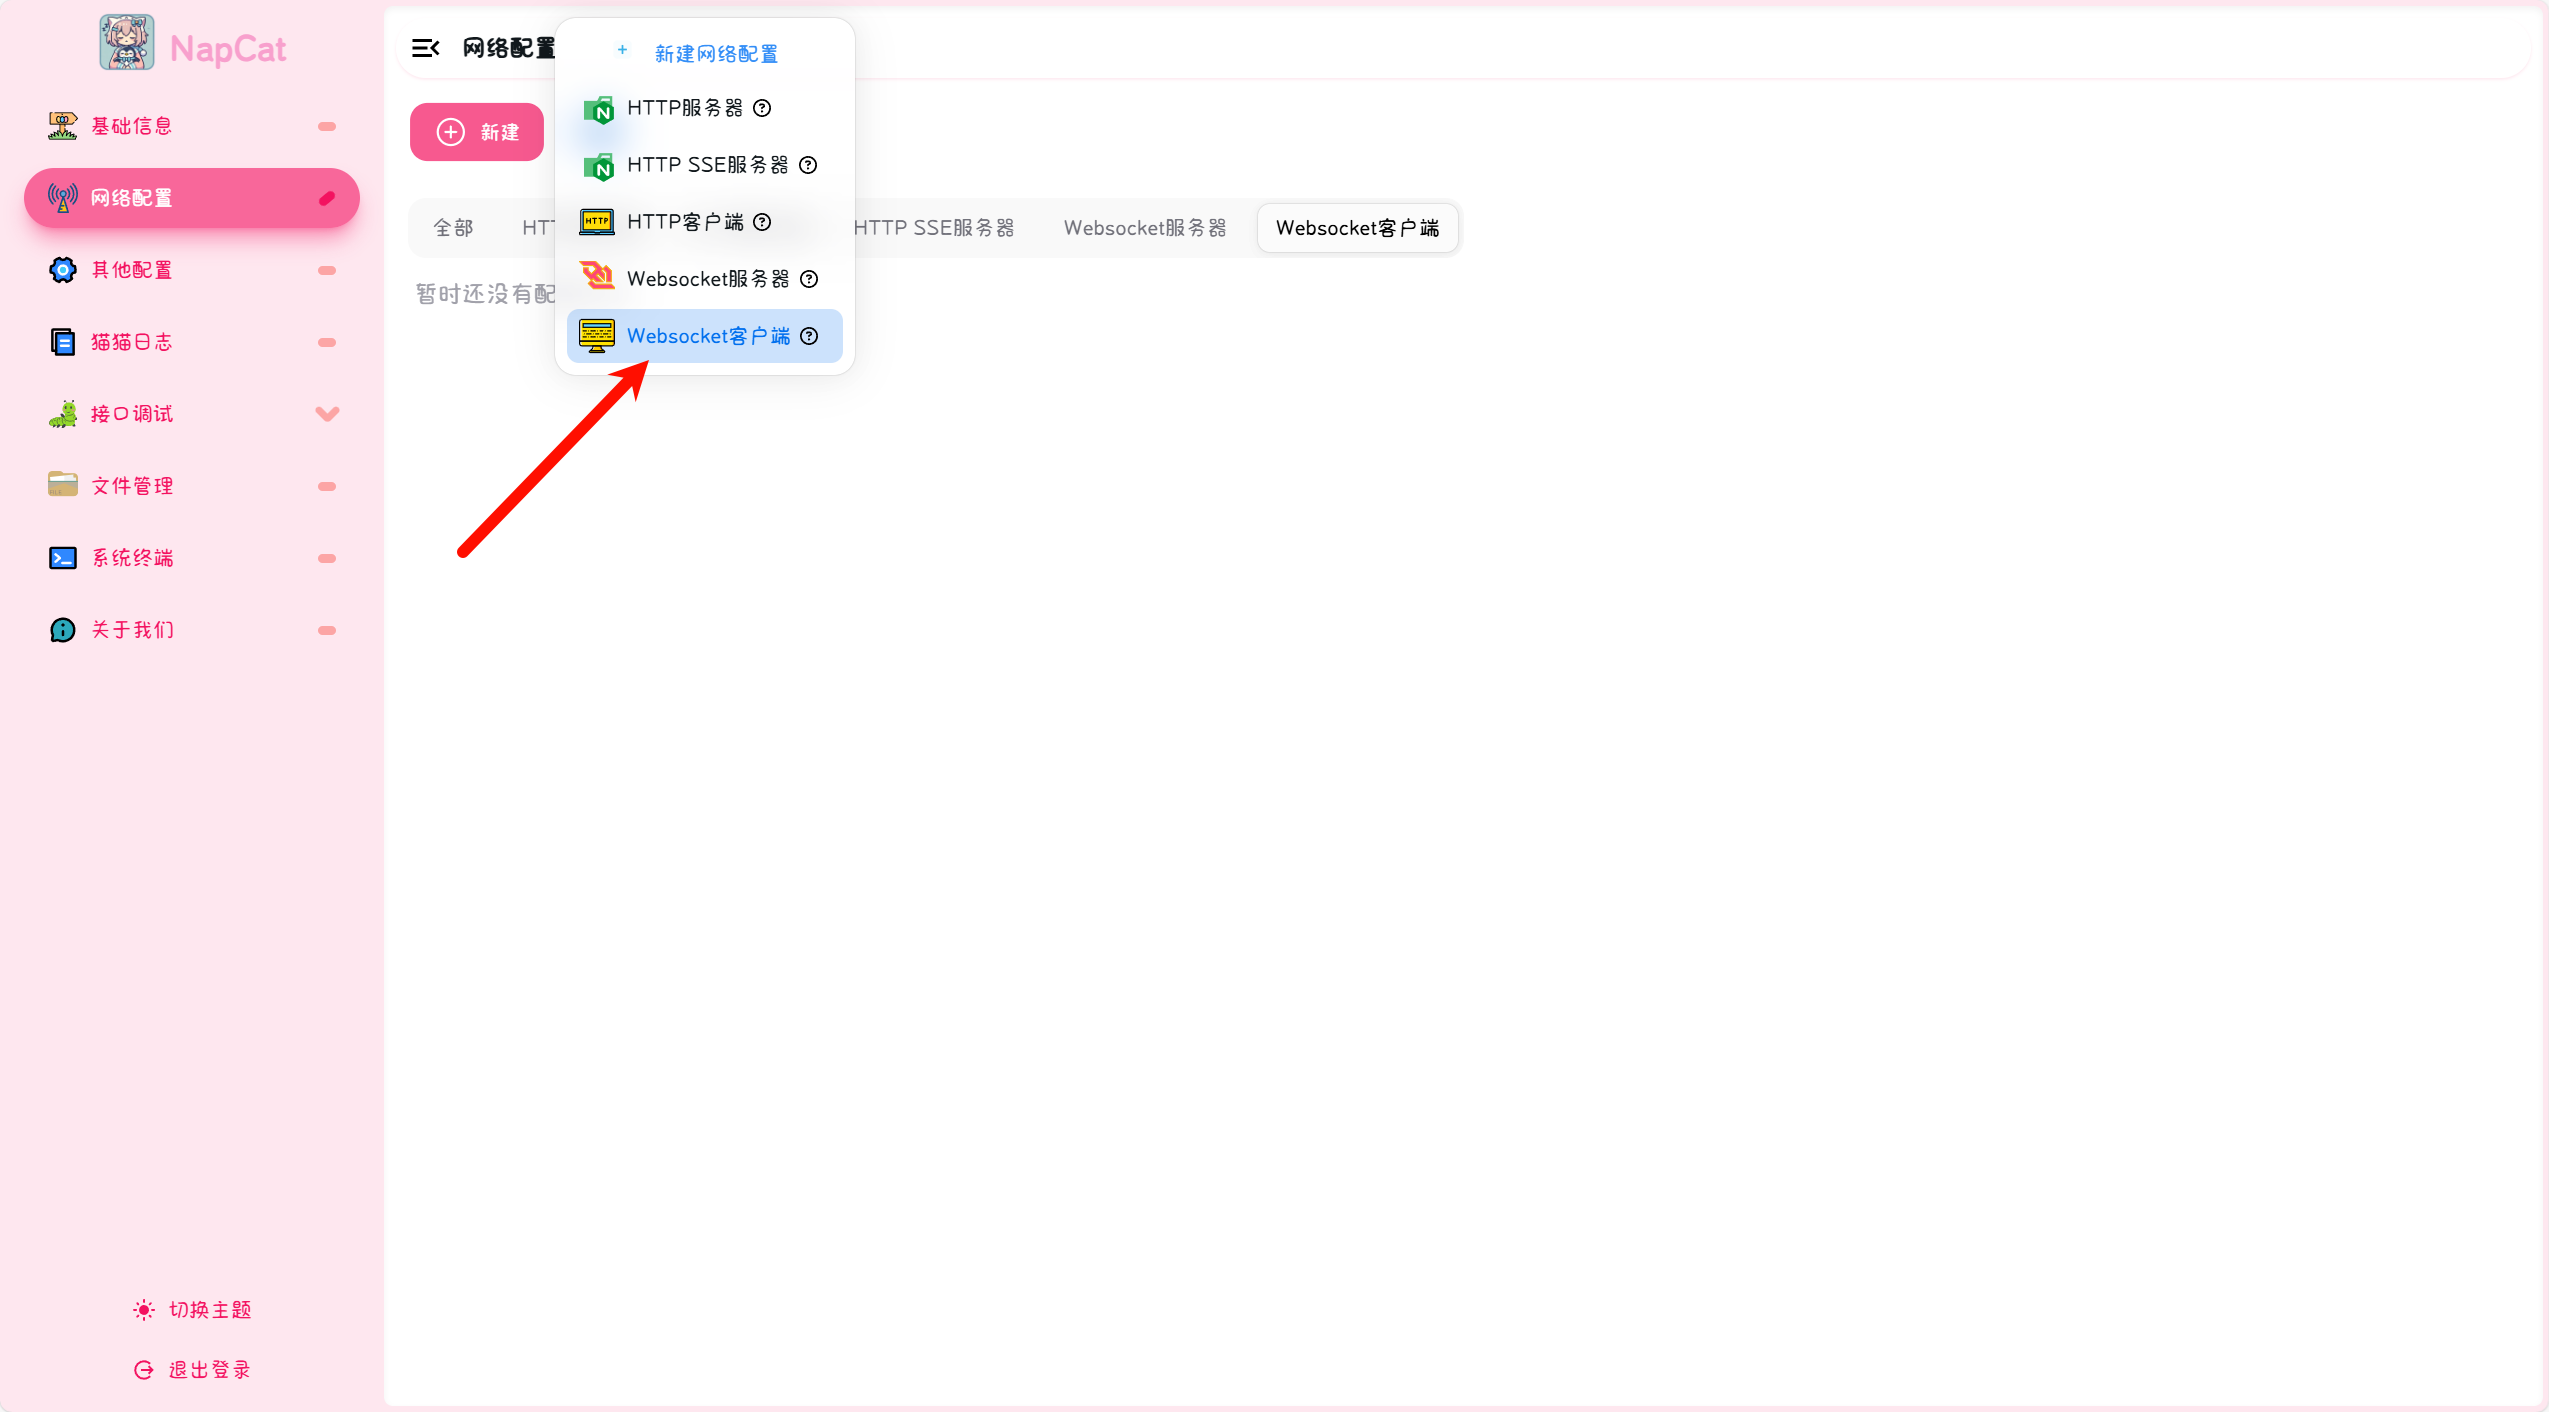 NapCat
基础信息
网络配置
其他配置
猫猫日志
接口调试
文件管理
系统终端
关于我们
切换主题
退出登录
网络配置
新建
+ 新建网络配置
HTTP服务器
HTTP SSE服务器
HTTP
HTTP客户端
Websocket服务器
Websocket客户端
全部
HTT
HTTP SSE服务器
Websocket服务器
Websocket客户端
暂时还没有配